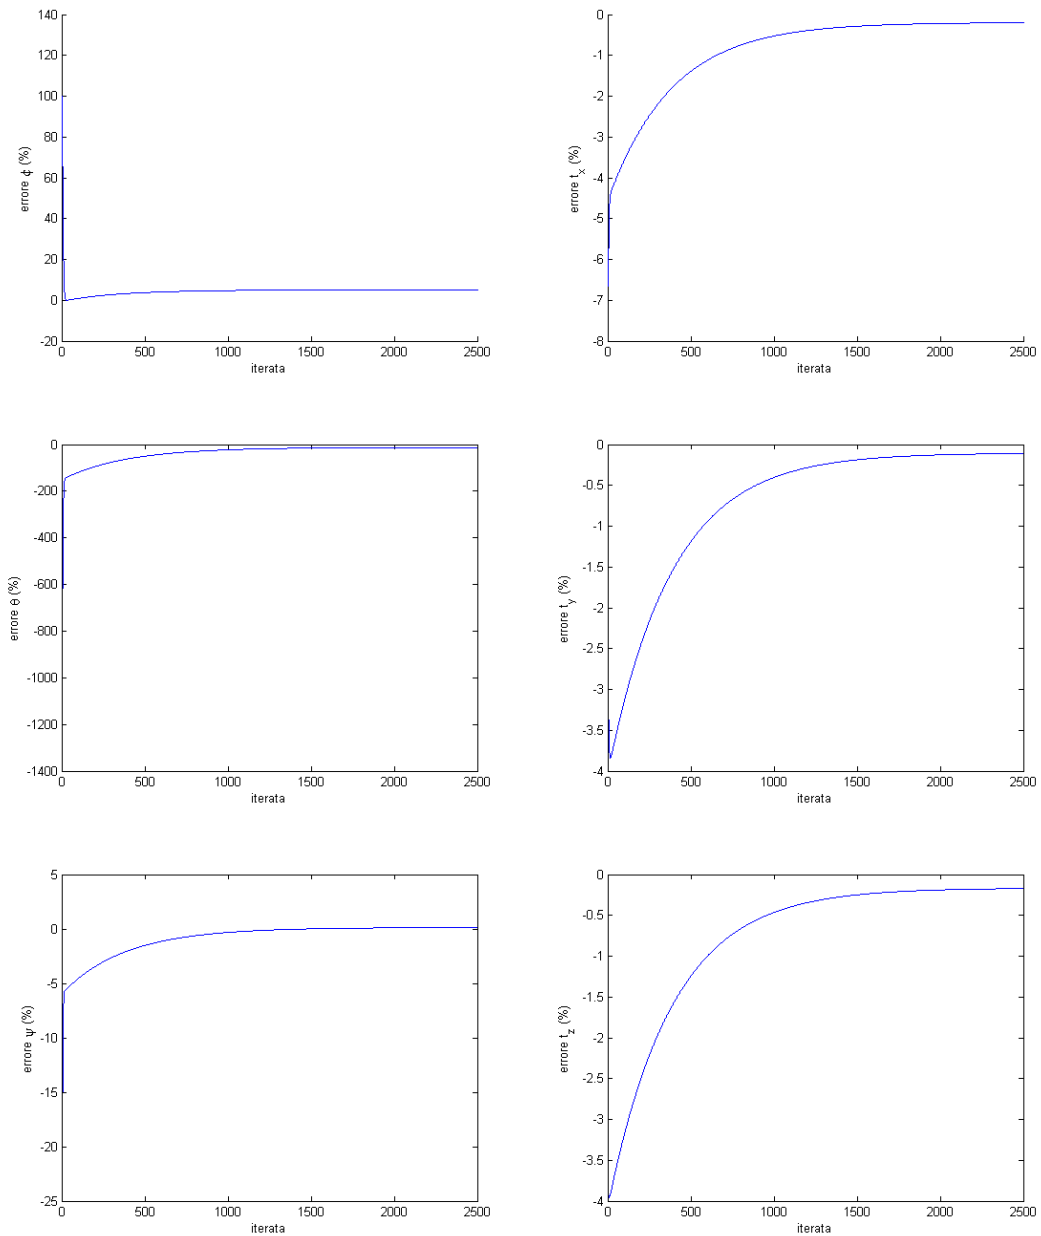 140
120
100
80
60
40
20
0
-20
errore ϕ (%)
0 500 1000 1500 2000 2500
iterata
0
-1
-2
-3
-4
-5
-6
-7
-8
errore t_x (%)
0 500 1000 1500 2000 2500
iterata
0
-200
-400
-600
-800
-1000
-1200
-1400
errore θ (%)
0 500 1000 1500 2000 2500
iterata
0
-0.5
-1
-1.5
-2
-2.5
-3
-3.5
-4
errore t_y (%)
0 500 1000 1500 2000 2500
iterata
5
0
-5
-10
-15
-20
-25
errore ψ (%)
0 500 1000 1500 2000 2500
iterata
0
-0.5
-1
-1.5
-2
-2.5
-3
-3.5
-4
errore t_z (%)
0 500 1000 1500 2000 2500
iterata